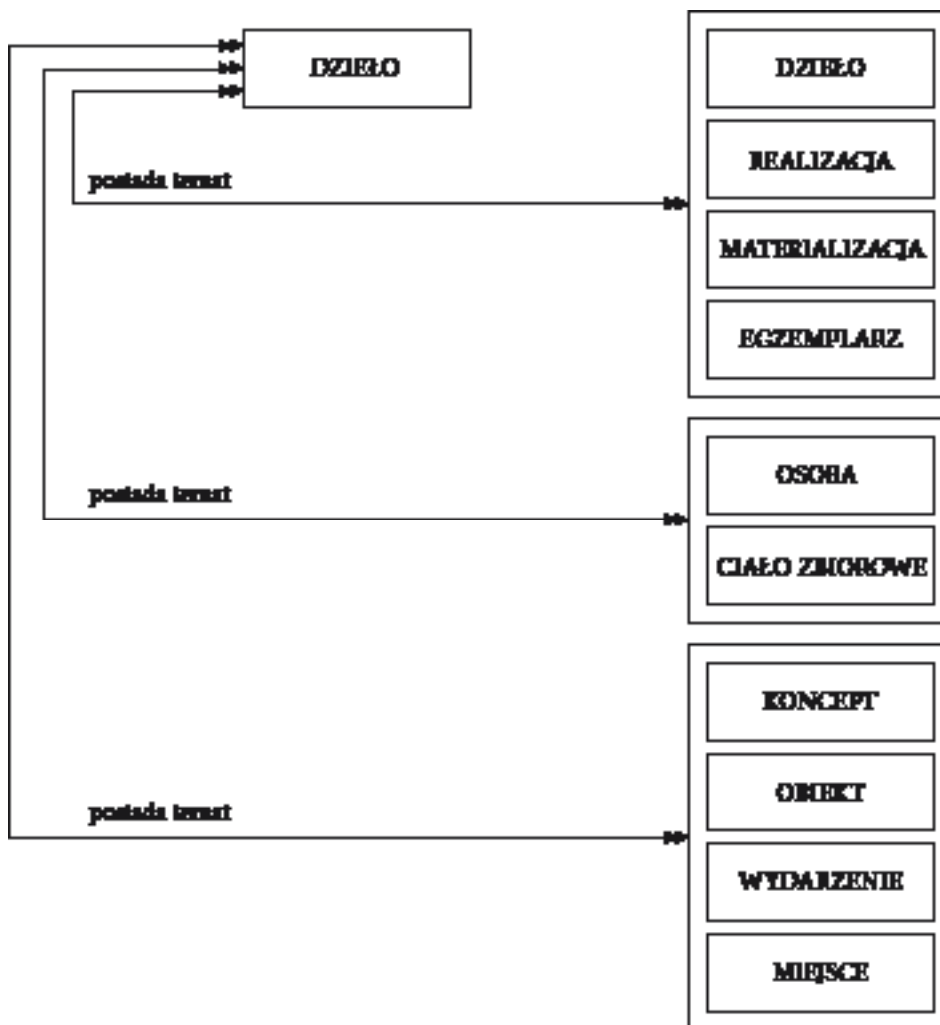 DZIEŁO
DZIEŁO
REALIZACJA
posiada temat
MATERIALIZACJA
EGZEMPLARZ
OSOBA
posiada temat
CIAŁO ZBIOROWE
KONCEPT
OBIEKT
posiada temat
WYDARZENIE
MIEJSCE